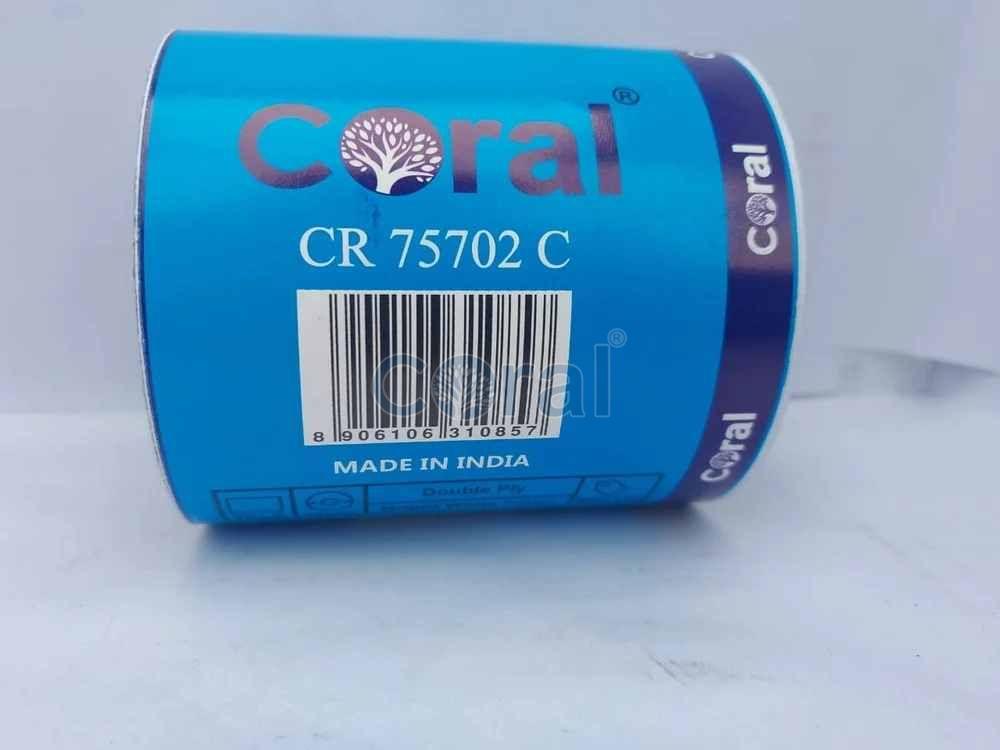 Coral®
CR 75702 C
8 906106 310857
MADE IN INDIA
Double Ply
Coral
Coral
Coral®